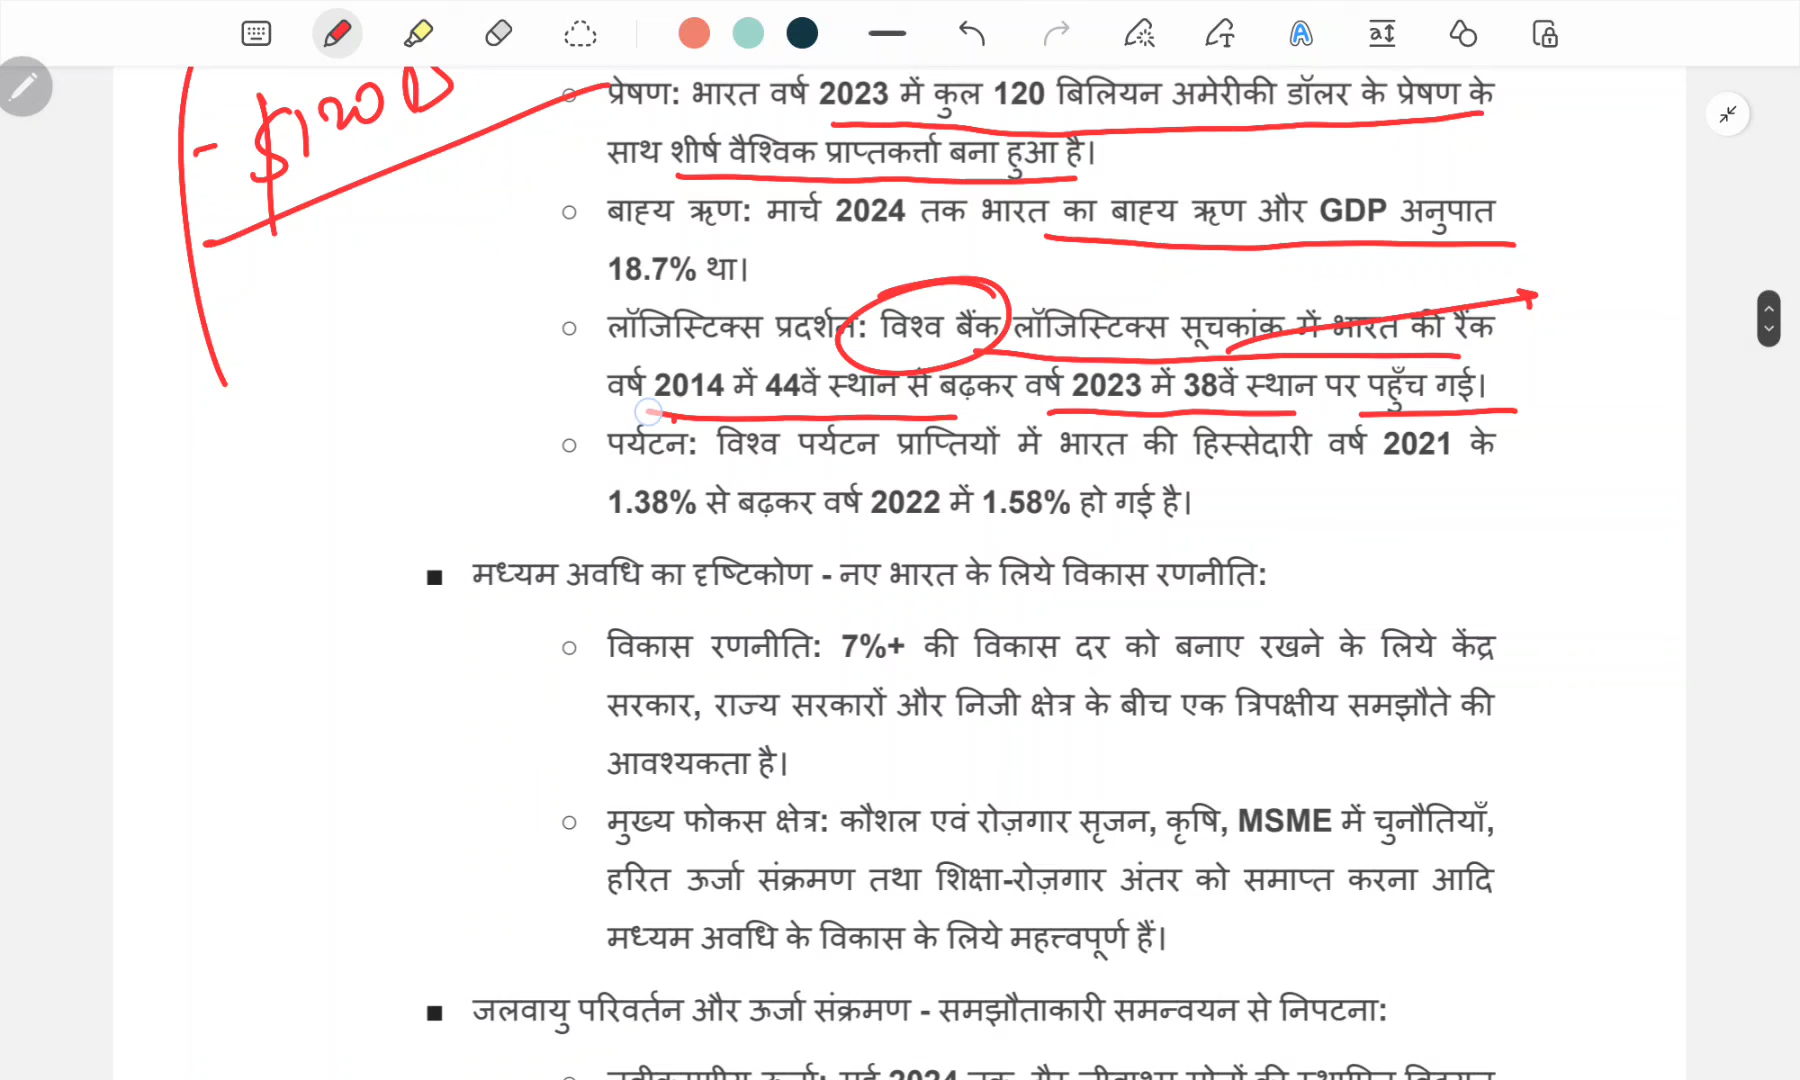 - $120 B
○ प्रेषण: भारत वर्ष 2023 में कुल 120 बिलियन अमेरीकी डॉलर के प्रेषण के
साथ शीर्ष वैश्विक प्राप्तकर्त्ता बना हुआ है।
○ बाह्य ऋण: मार्च 2024 तक भारत का बाह्य ऋण और GDP अनुपात
18.7% था।
○ लॉजिस्टिक्स प्रदर्शन: विश्व बैंक लॉजिस्टिक्स सूचकांक में भारत की रैंक
वर्ष 2014 में 44वें स्थान से बढ़कर वर्ष 2023 में 38वें स्थान पर पहुँच गई।
○ पर्यटन: विश्व पर्यटन प्राप्तियों में भारत की हिस्सेदारी वर्ष 2021 के
1.38% से बढ़कर वर्ष 2022 में 1.58% हो गई है।
■ मध्यम अवधि का दृष्टिकोण - नए भारत के लिये विकास रणनीति:
○ विकास रणनीति: 7%+ की विकास दर को बनाए रखने के लिये केंद्र
सरकार, राज्य सरकारों और निजी क्षेत्र के बीच एक त्रिपक्षीय समझौते की
आवश्यकता है।
○ मुख्य फोकस क्षेत्र: कौशल एवं रोज़गार सृजन, कृषि, MSME में चुनौतियाँ,
हरित ऊर्जा संक्रमण तथा शिक्षा-रोज़गार अंतर को समाप्त करना आदि
मध्यम अवधि के विकास के लिये महत्त्वपूर्ण हैं।
■ जलवायु परिवर्तन और ऊर्जा संक्रमण - समझौताकारी समन्वयन से निपटना: